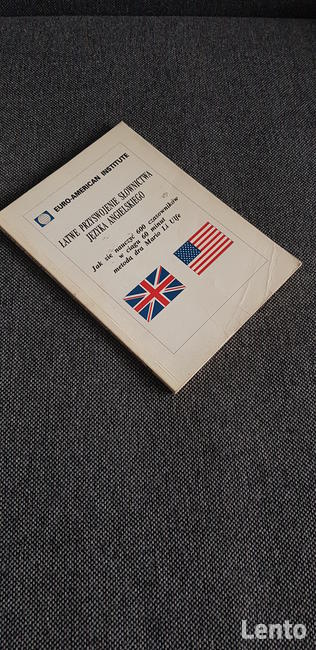 EURO-AMERICAN INSTITUTE
ŁATWE PRZYSWOJENIE SŁOWNICTWA
JĘZYKA ANGIELSKIEGO
Jak się nauczyć 600 czasowników
w ciągu 60 minut
metodą dra Mario Li Ulfe
Lento